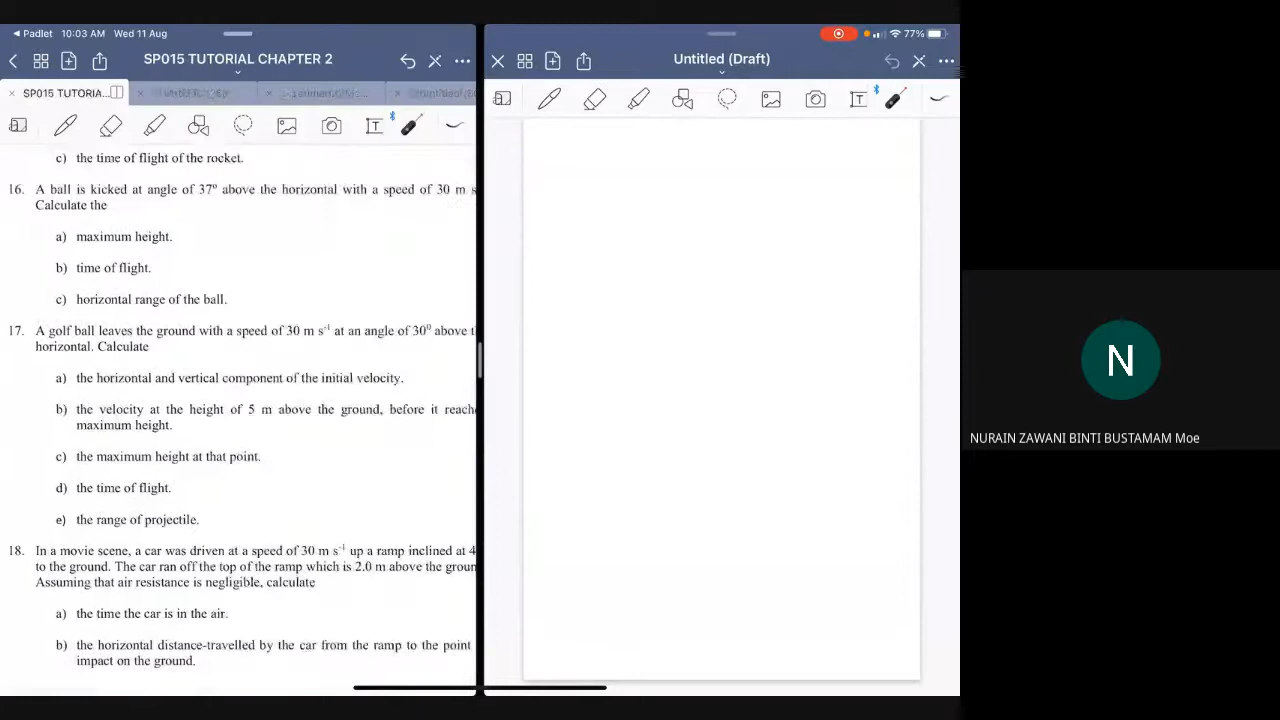 Padlet 10:03 AM Wed 11 Aug
77%
SP015 TUTORIAL CHAPTER 2
Untitled (Draft)
SP015 TUTORIA...
c) the time of flight of the rocket.
16. A ball is kicked at angle of 37º above the horizontal with a speed of 30 m s
Calculate the
a) maximum height.
b) time of flight.
c) horizontal range of the ball.
17. A golf ball leaves the ground with a speed of 30 m s⁻¹ at an angle of 30⁰ above t
horizontal. Calculate
a) the horizontal and vertical component of the initial velocity.
b) the velocity at the height of 5 m above the ground, before it reach
maximum height.
c) the maximum height at that point.
d) the time of flight.
e) the range of projectile.
18. In a movie scene, a car was driven at a speed of 30 m s⁻¹ up a ramp inclined at 4
to the ground. The car ran off the top of the ramp which is 2.0 m above the groun
Assuming that air resistance is negligible, calculate
a) the time the car is in the air.
b) the horizontal distance-travelled by the car from the ramp to the point
impact on the ground.
N
NURAIN ZAWANI BINTI BUSTAMAM Moe